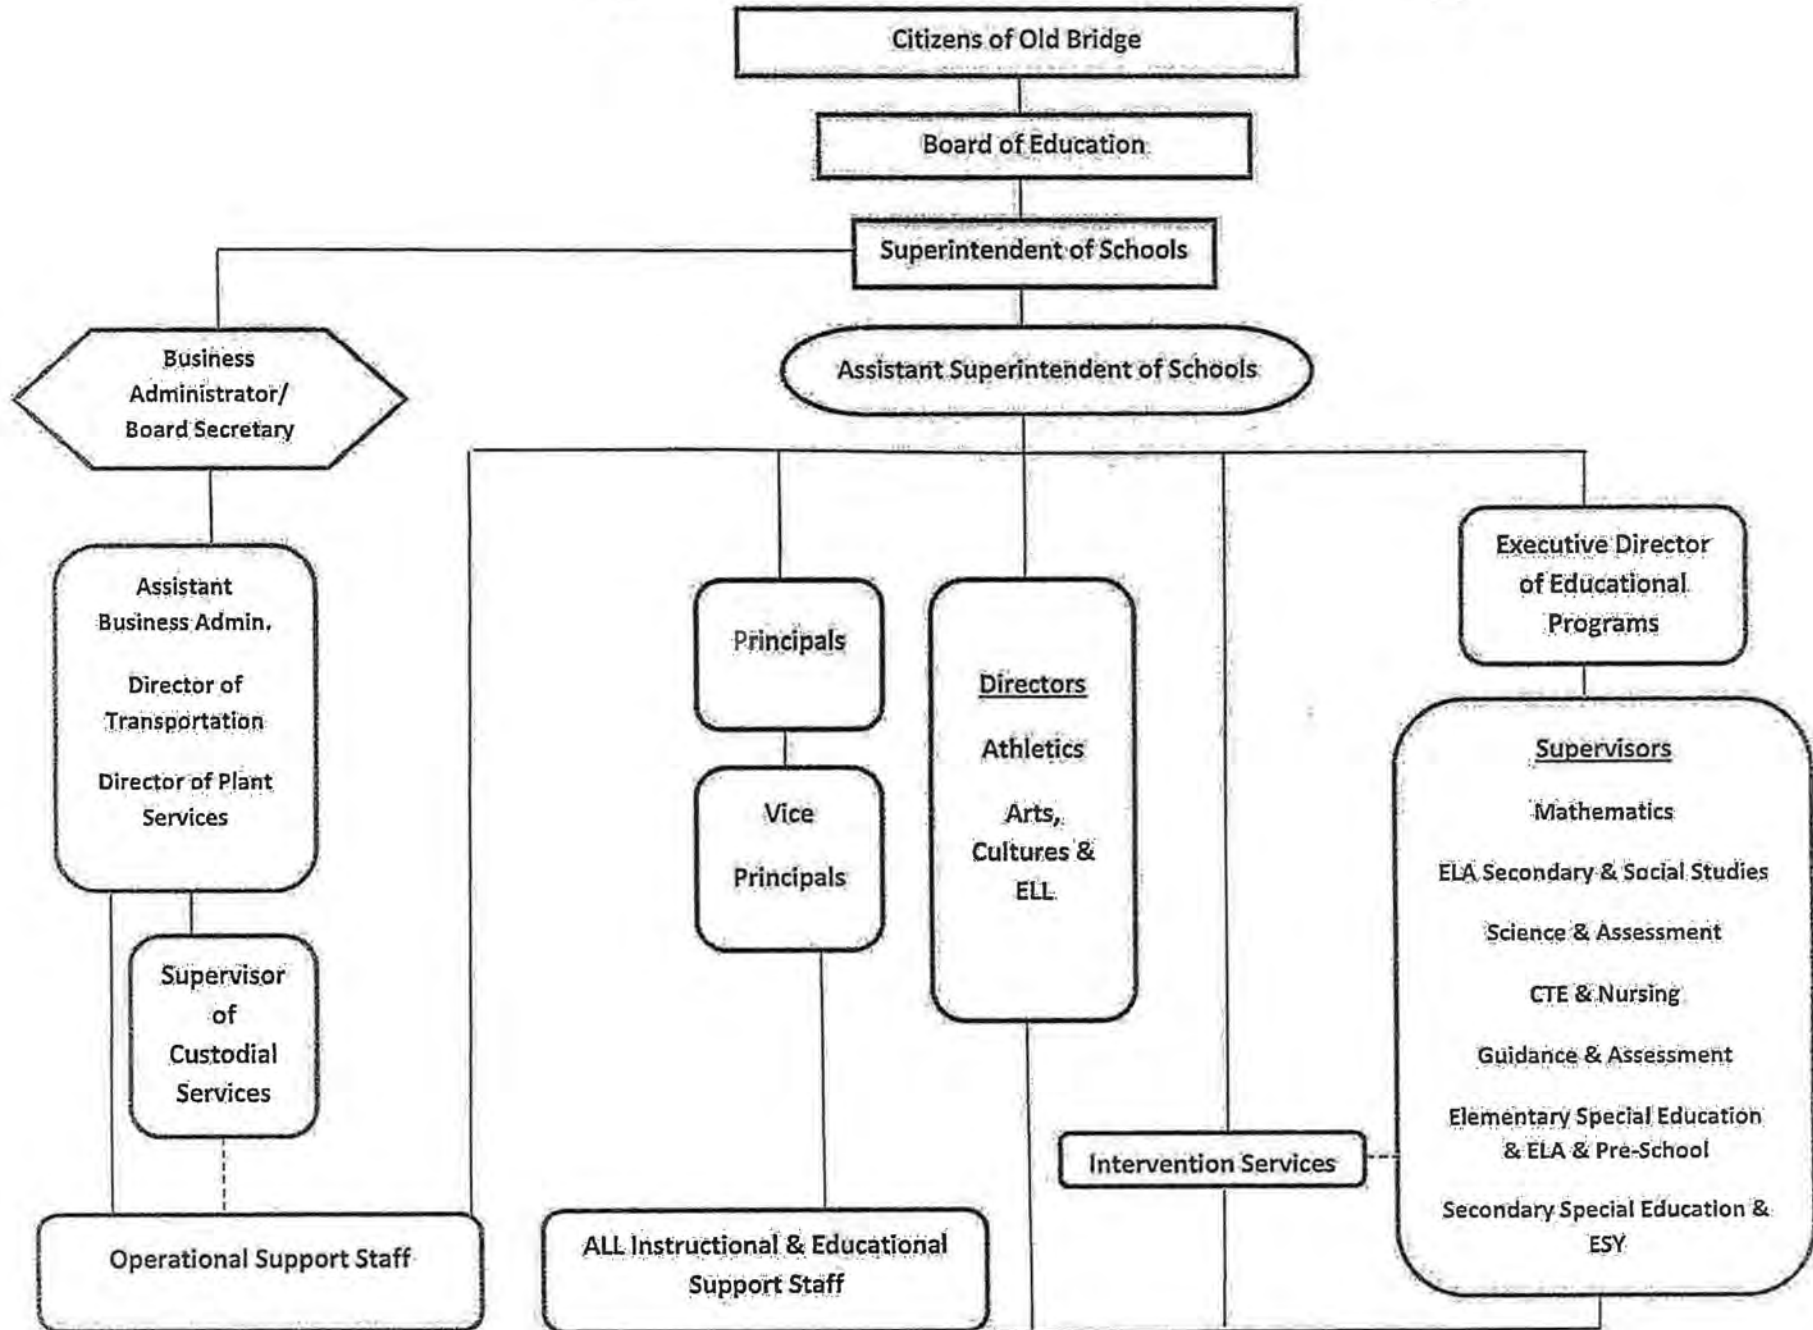 Citizens of Old Bridge
Board of Education
Superintendent of Schools
Business
Administrator/
Board Secretary
Assistant Superintendent of Schools
Assistant
Business Admin.
Director of
Transportation
Director of Plant
Services
Supervisor
of
Custodial
Services
Operational Support Staff
Principals
Vice
Principals
ALL Instructional & Educational
Support Staff
Directors
Athletics
Arts,
Cultures &
ELL
Intervention Services
Executive Director
of Educational
Programs
Supervisors
Mathematics
ELA Secondary & Social Studies
Science & Assessment
CTE & Nursing
Guidance & Assessment
Elementary Special Education
& ELA & Pre-School
Secondary Special Education &
ESY